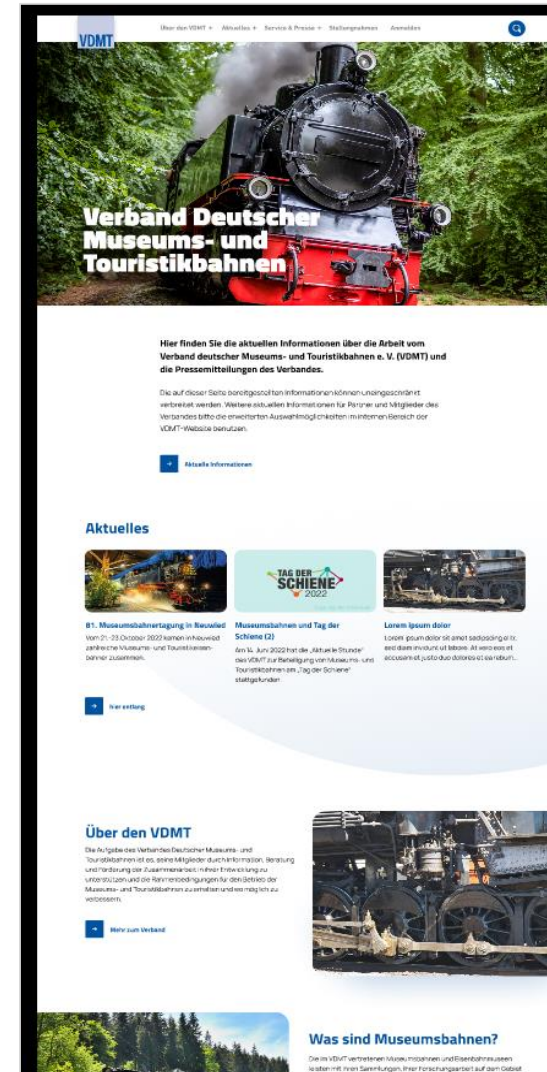 VDMT
Über den VDMT + Aktuelles + Service & Presse + Stellungnahmen Anmelden
Verband Deutscher
Museums- und
Touristikbahnen
Hier finden Sie die aktuellen Informationen über die Arbeit vom
Verband deutscher Museums- und Touristikbahnen e. V. (VDMT) und
die Pressemitteilungen des Verbandes.
Die auf dieser Seite bereitgestellten Informationen können uneingeschränkt
verbreitet werden. Weitere aktuellen Informationen für Partner und Mitglieder des
Verbandes bitte die erweiterten Auswahlmöglichkeiten im internen Bereich der
VDMT-Website benutzen.
Aktuelle Informationen
Aktuelles
TAG DER
SCHIENE
2022
81. Museumsbahnertagung in Neuwied
Vom 21.-23.Oktober 2022 kamen in Neuwied
zahlreiche Museums- und Touristikeisen-
bahner zusammen.
Museumsbahnen und Tag der
Schiene (2)
Am 14. Juni 2022 hat die „Aktuelle Stunde"
des VDMT zur Beteiligung von Museums- und
Touristikbahnen am „Tag der Schiene"
stattgefunden
Lorem ipsum dolor
Lorem ipsum dolor sit amet sadipscing elitr,
sed diam invidunt ut labore. At vero eos et
accusam et justo duo dolores et ea rebum..
hier entlang
Über den VDMT
Die Aufgabe des Verbandes Deutscher Museums- und
Touristikbahnen ist es, seine Mitglieder durch Information, Beratung
und Förderung der Zusammenarbeit in ihrer Entwicklung zu
unterstützen und die Rahmenbedingungen für den Betrieb der
Museums- und Touristikbahnen zu erhalten und wo möglich zu
verbessern.
Mehr zum Verband
Was sind Museumsbahnen?
Die im VDMT vertretenen Museumsbahnen und Eisenbahnmuseen
leisten mit ihren Sammlungen, ihrer Forschungsarbeit auf dem Gebiet